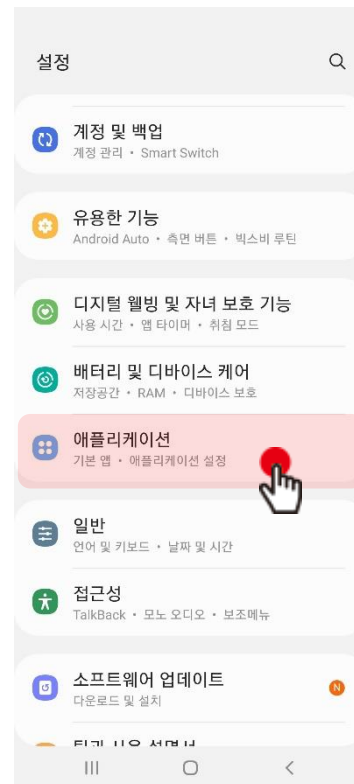 설정
계정 및 백업
계정 관리 • Smart Switch
유용한 기능
Android Auto • 측면 버튼 • 빅스비 루틴
디지털 웰빙 및 자녀 보호 기능
사용 시간 • 앱 타이머 • 취침 모드
배터리 및 디바이스 케어
저장공간 • RAM • 디바이스 보호
애플리케이션
기본 앱 • 애플리케이션 설정
일반
언어 및 키보드 • 날짜 및 시간
접근성
TalkBack • 모노 오디오 • 보조메뉴
소프트웨어 업데이트
다운로드 및 설치
N